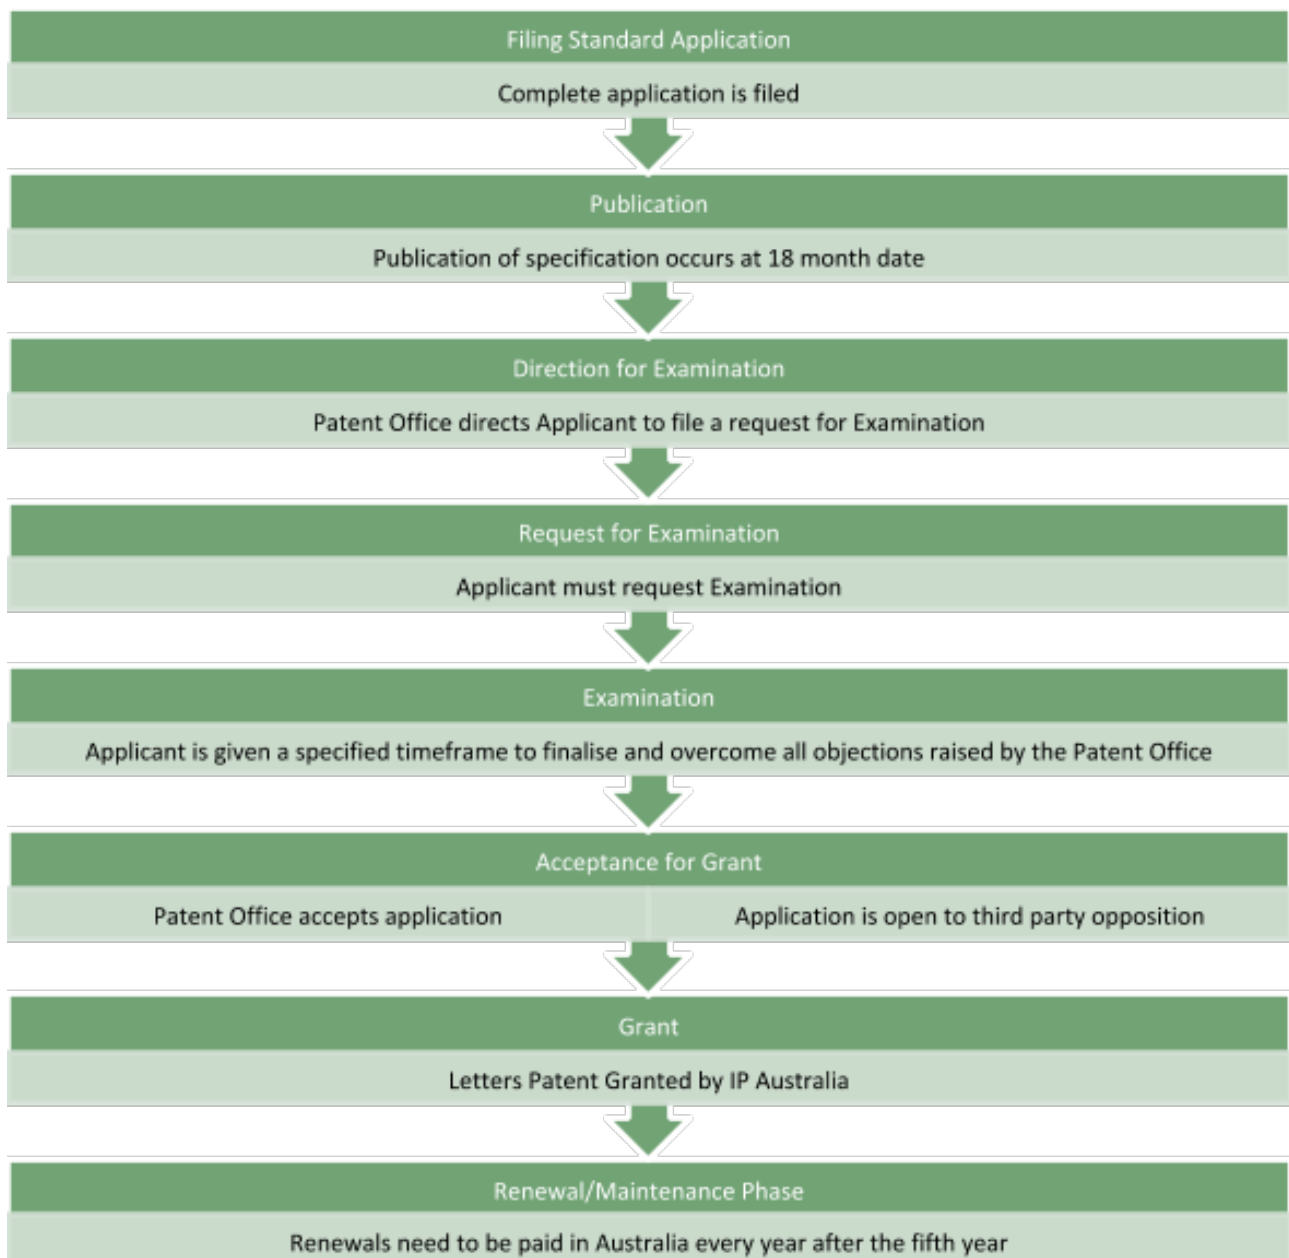 Filing Standard Application
Complete application is filed
Publication
Publication of specification occurs at 18 month date
Direction for Examination
Patent Office directs Applicant to file a request for Examination
Request for Examination
Applicant must request Examination
Examination
Applicant is given a specified timeframe to finalise and overcome all objections raised by the Patent Office
Acceptance for Grant
Patent Office accepts application
Application is open to third party opposition
Grant
Letters Patent Granted by IP Australia
Renewal/Maintenance Phase
Renewals need to be paid in Australia every year after the fifth year